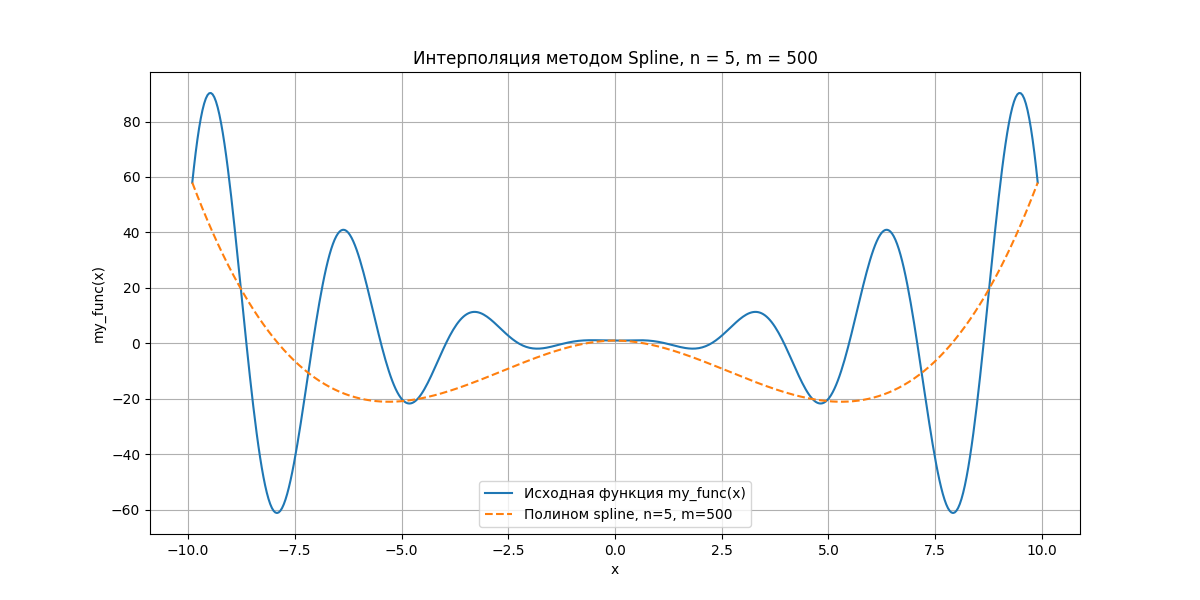 Интерполяция методом Spline, n = 5, m = 500
my_func(x)
80
60
40
20
0
−20
−40
−60
Исходная функция my_func(x)
Полином spline, n=5, m=500
−10.0 −7.5 −5.0 −2.5 0.0 2.5 5.0 7.5 10.0
x